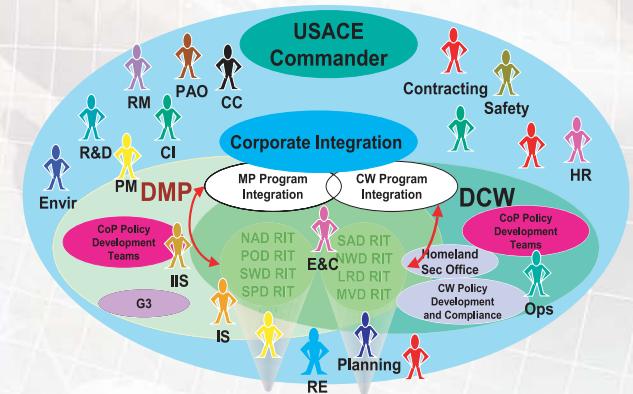 USACE
Commander
RM
PAO
CC
Contracting
Safety
R&D
CI
Corporate Integration
HR
Envir
PM
DMP
MP Program
Integration
CW Program
Integration
DCW
CoP Policy
Development
Teams
IIS
NAD RIT
POD RIT
SWD RIT
SPD RIT
E&C
SAD RIT
NWD RIT
LRD RIT
MVD RIT
CoP Policy
Development
Teams
Homeland
Sec Office
G3
IS
CW Policy
Development
and Compliance
Ops
Planning
RE